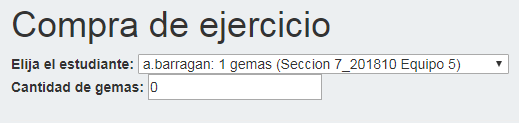 Compra de ejercicio
Elija el estudiante: a.barragan: 1 gemas (Seccion 7_201810 Equipo 5)
Cantidad de gemas: 0